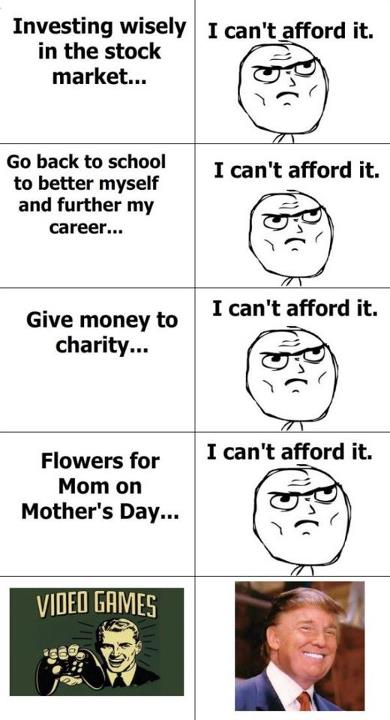 Investing wisely
in the stock
market...
I can't afford it.
Go back to school
to better myself
and further my
career...
I can't afford it.
Give money to
charity...
I can't afford it.
Flowers for
Mom on
Mother's Day...
I can't afford it.
VIDEO GAMES